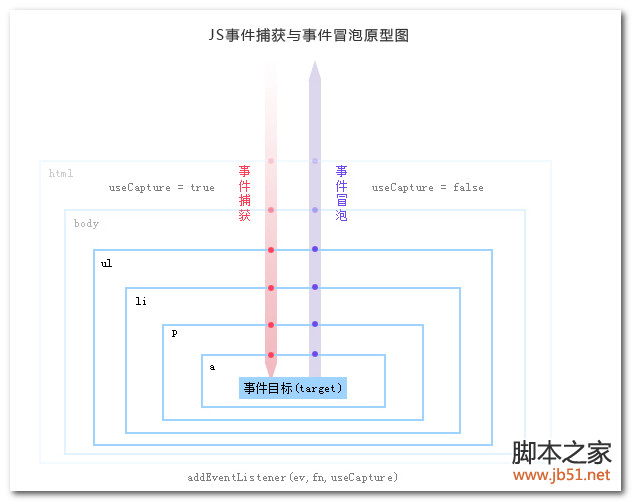 JS事件捕获与事件冒泡原型图
html
useCapture = true
事件捕获
事件冒泡
useCapture = false
body
ul
li
p
a
事件目标(target)
addEventListener(ev, fn, useCapture)
脚本之家
www.jb51.net